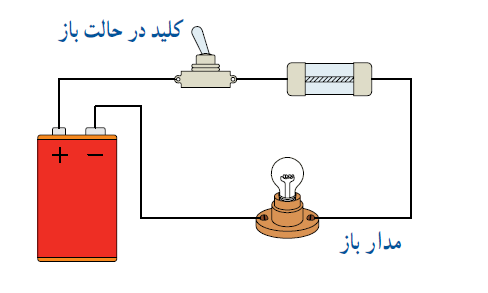 کلید در حالت باز
+ −
مدار باز